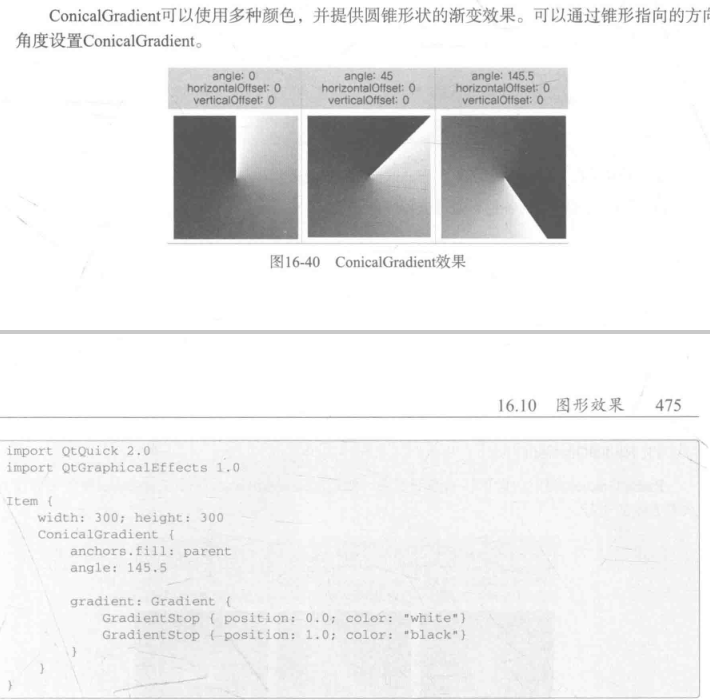 ConicalGradient可以使用多种颜色，并提供圆锥形状的渐变效果。可以通过锥形指向的方向
角度设置ConicalGradient。
angle: 0 angle: 45 angle: 145.5
horizontalOffset: 0 horizontalOffset: 0 horizontalOffset: 0
verticalOffset: 0 verticalOffset: 0 verticalOffset: 0
图16-40 ConicalGradient效果
16.10 图形效果 475
import QtQuick 2.0
import QtGraphicalEffects 1.0
Item {
width: 300; height: 300
ConicalGradient {
anchors.fill: parent
angle: 145.5
gradient: Gradient {
GradientStop { position: 0.0; color: "white"}
GradientStop { position: 1.0; color: "black"}
}
}
}